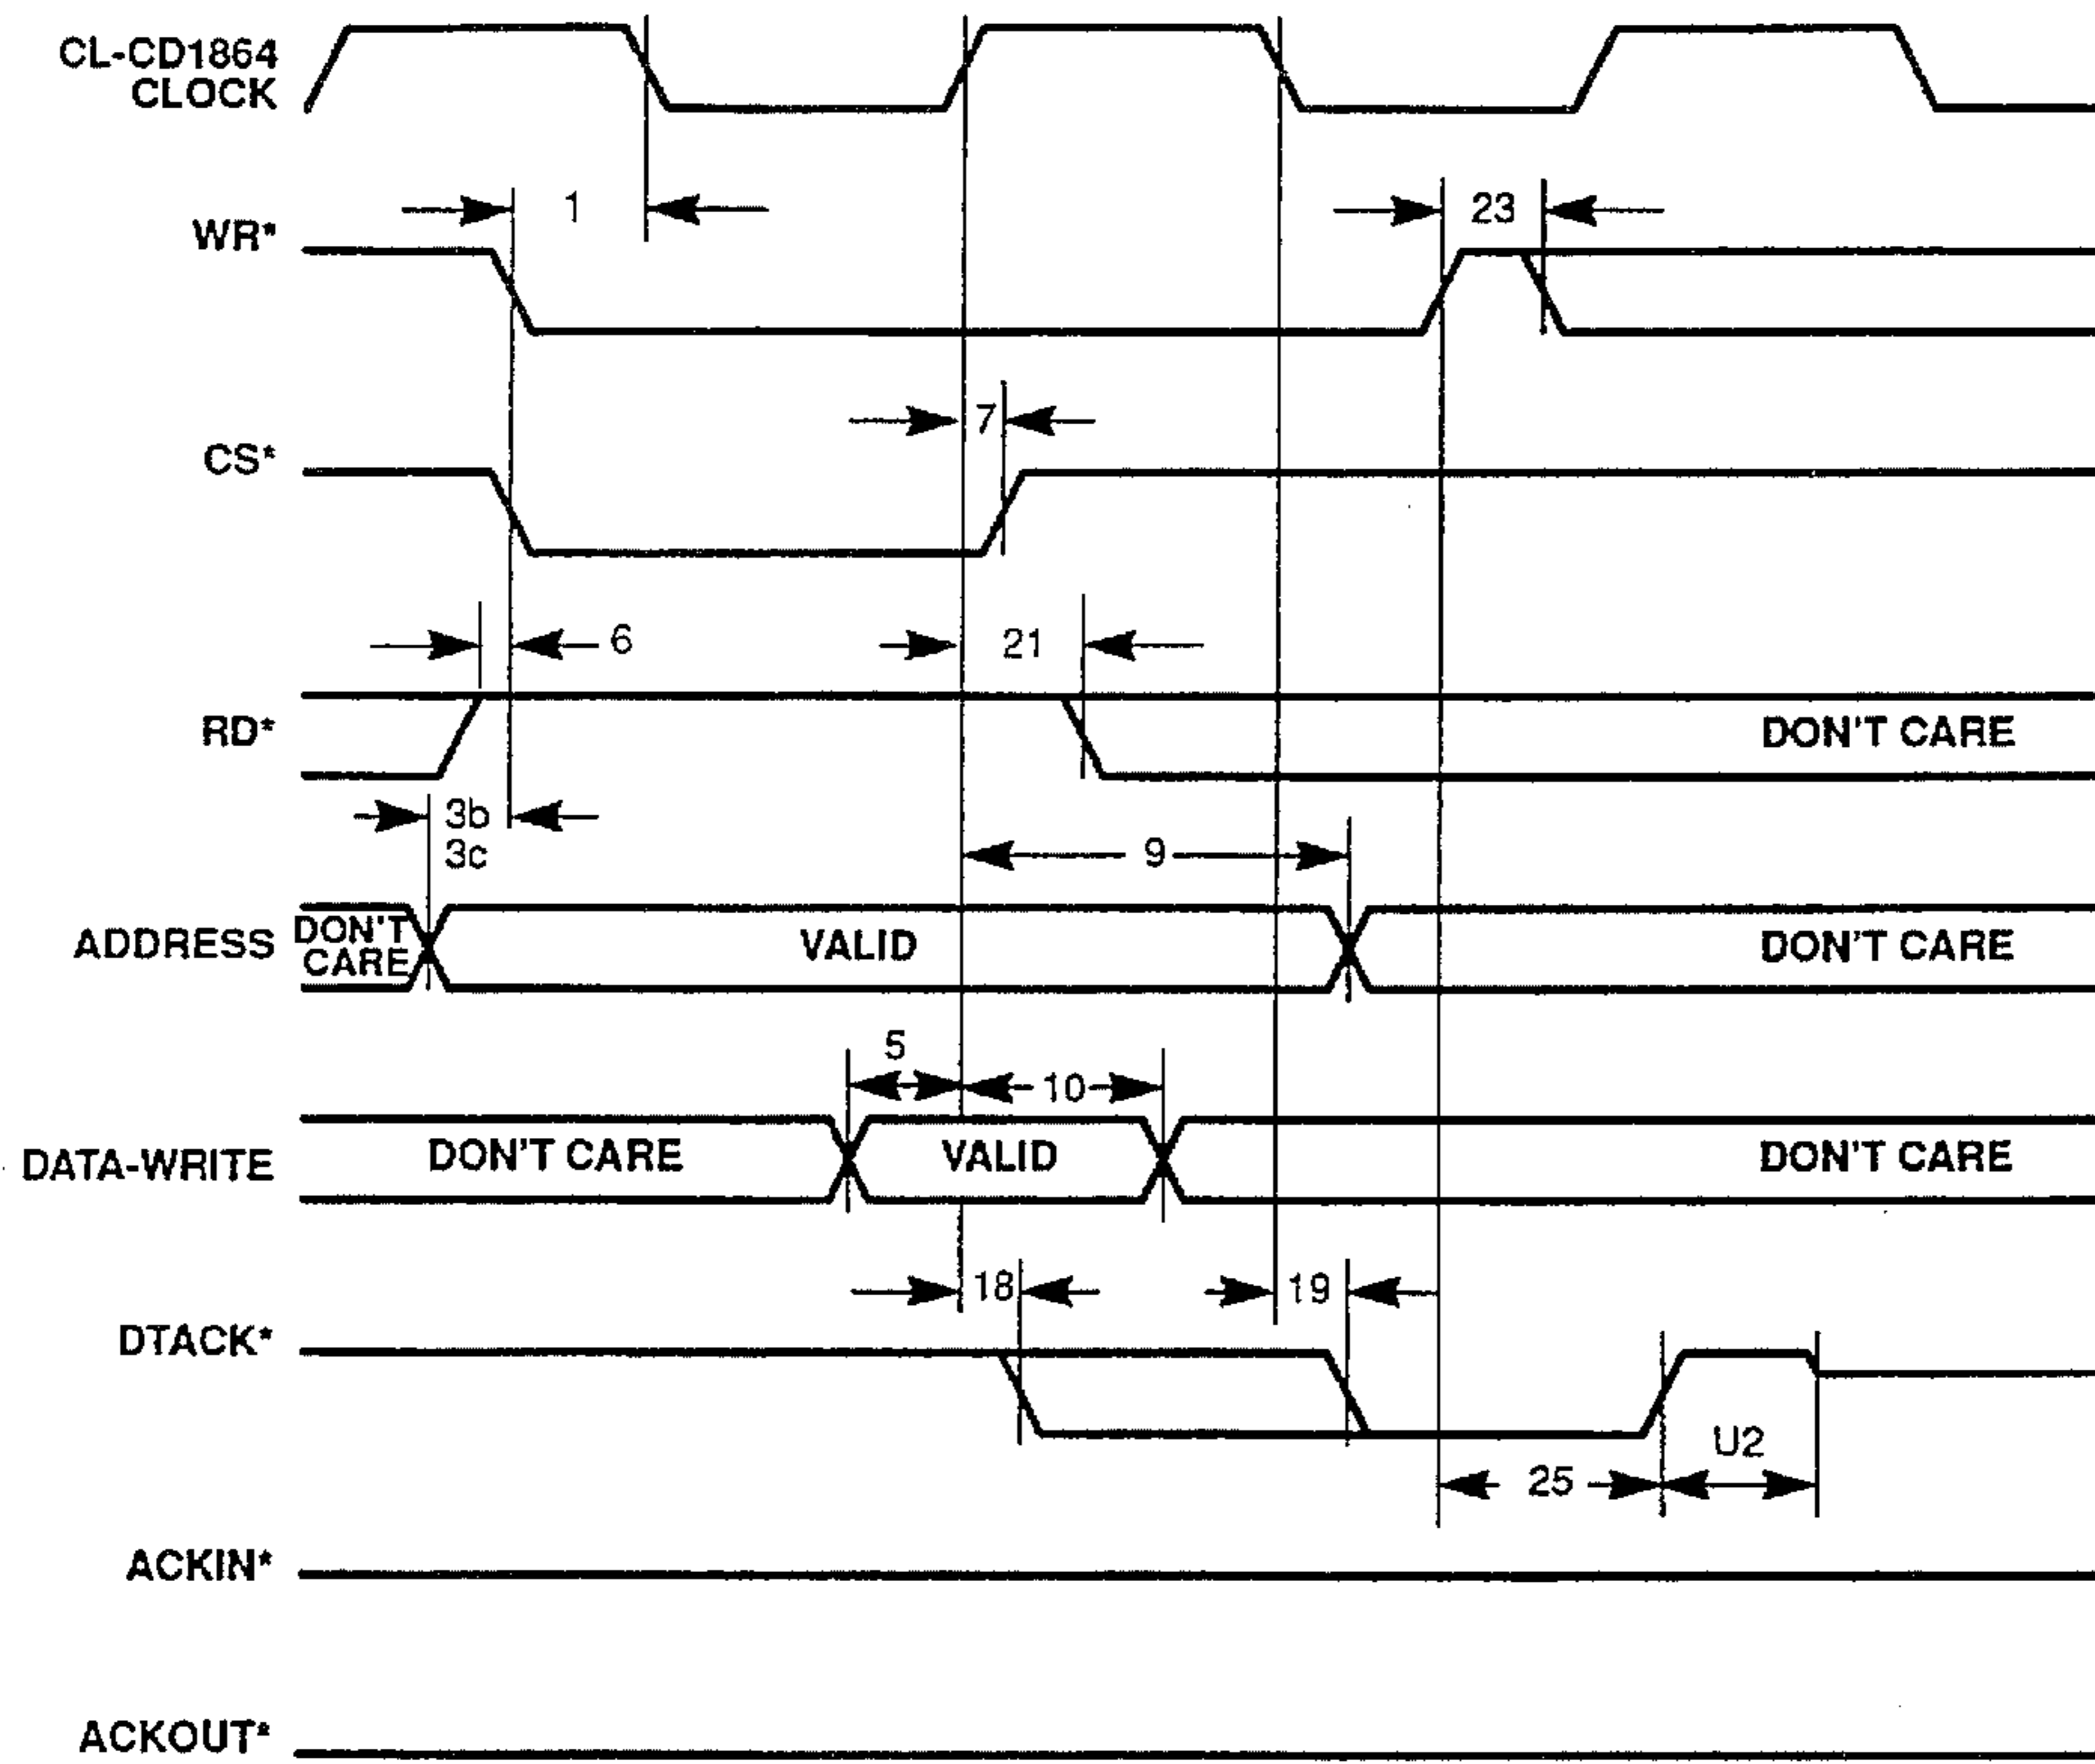 CL-CD1864
CLOCK
1
23
WR*
7
CS*
6
21
RD*
DON'T CARE
3b
3c
9
ADDRESS
DON'T
CARE
VALID
DON'T CARE
5
10
DATA-WRITE
DON'T CARE
VALID
DON'T CARE
18
19
DTACK*
U2
25
ACKIN*
ACKOUT*